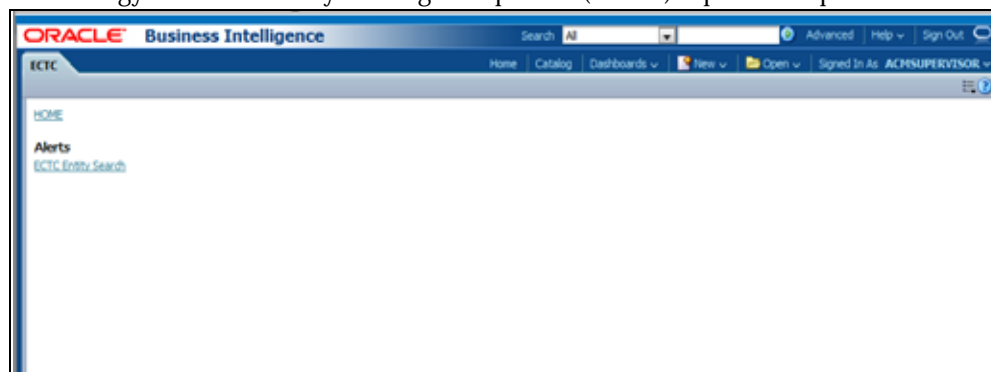 ORACLE Business Intelligence Search All Advanced Help Sign Out
ECTC Home Catalog Dashboards New Open Signed In As ACMSUPERVISOR
HOME
Alerts
ECTC Entity Search